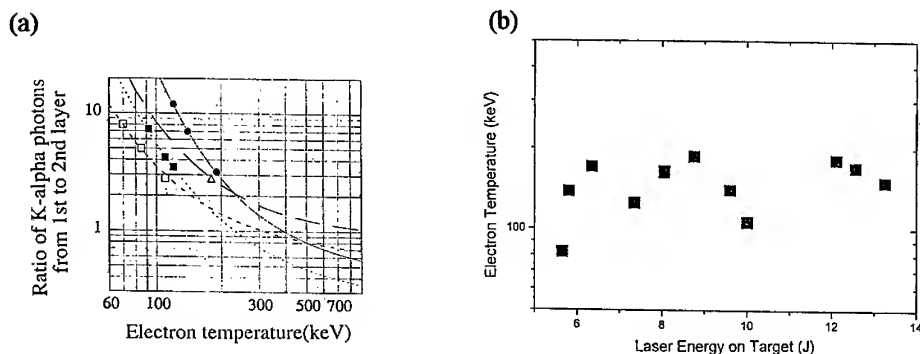 (a)
Ratio of K-alpha photons
from 1st to 2nd layer
10
1
60 100 300 500 700
Electron temperature(keV)
(b)
Electron Temperature (keV)
100
4 6 8 10 12 14
Laser Energy on Target (J)